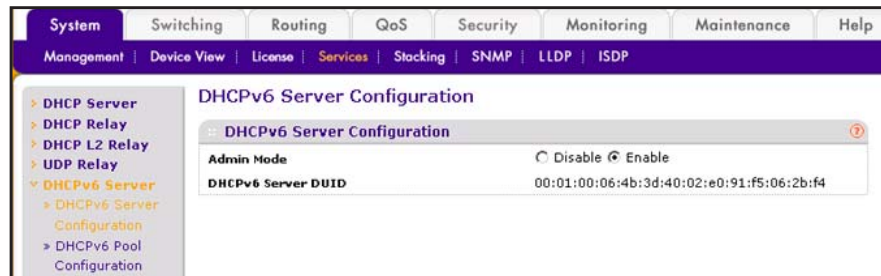 System Switching Routing QoS Security Monitoring Maintenance Help
Management Device View License Services Stacking SNMP LLDP ISDP
DHCP Server
DHCP Relay
DHCP L2 Relay
UDP Relay
DHCPv6 Server
DHCPv6 Server
Configuration
DHCPv6 Pool
Configuration
DHCPv6 Server Configuration
DHCPv6 Server Configuration ?
Admin Mode Disable Enable
DHCPv6 Server DUID 00:01:00:06:4b:3d:40:02:e0:91:f5:06:2b:f4